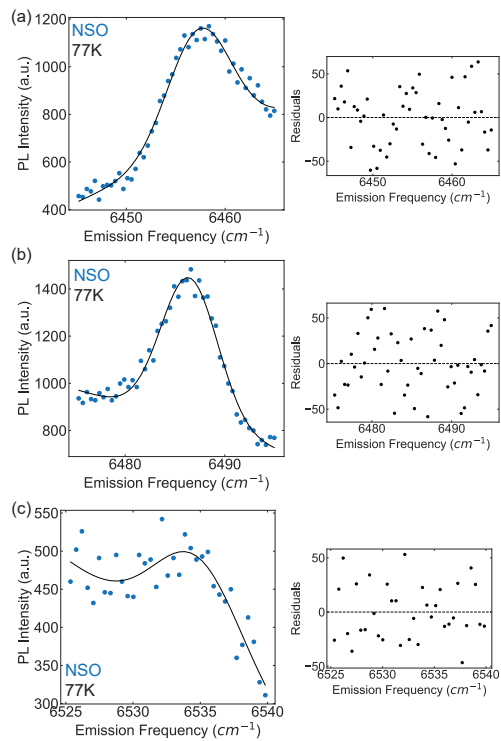 (a)
NSO
77K
1200
1000
800
600
400
PL Intensity (a.u.)
6450
6460
Emission Frequency (cm⁻¹)
50
0
−50
Residuals
6450
6460
Emission Frequency (cm⁻¹)
(b)
NSO
77K
1400
1200
1000
800
PL Intensity (a.u.)
6480
6490
Emission Frequency (cm⁻¹)
50
0
−50
Residuals
6480
6490
Emission Frequency (cm⁻¹)
(c)
550
500
450
400
350
300
PL Intensity (a.u.)
NSO
77K
6525
6530
6535
6540
Emission Frequency (cm⁻¹)
50
0
−50
Residuals
6525
6530
6535
6540
Emission Frequency (cm⁻¹)